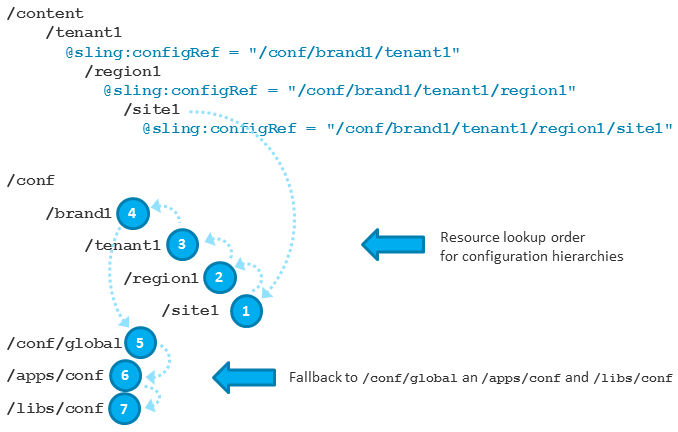 /content
/tenant1
@sling:configRef = "/conf/brand1/tenant1"
/region1
@sling:configRef = "/conf/brand1/tenant1/region1"
/site1
@sling:configRef = "/conf/brand1/tenant1/region1/site1"
/conf
/brand1 4
/tenant1 3
/region1 2
/site1 1
Resource lookup order
for configuration hierarchies
/conf/global 5
/apps/conf 6
/libs/conf 7
Fallback to /conf/global an /apps/conf and /libs/conf